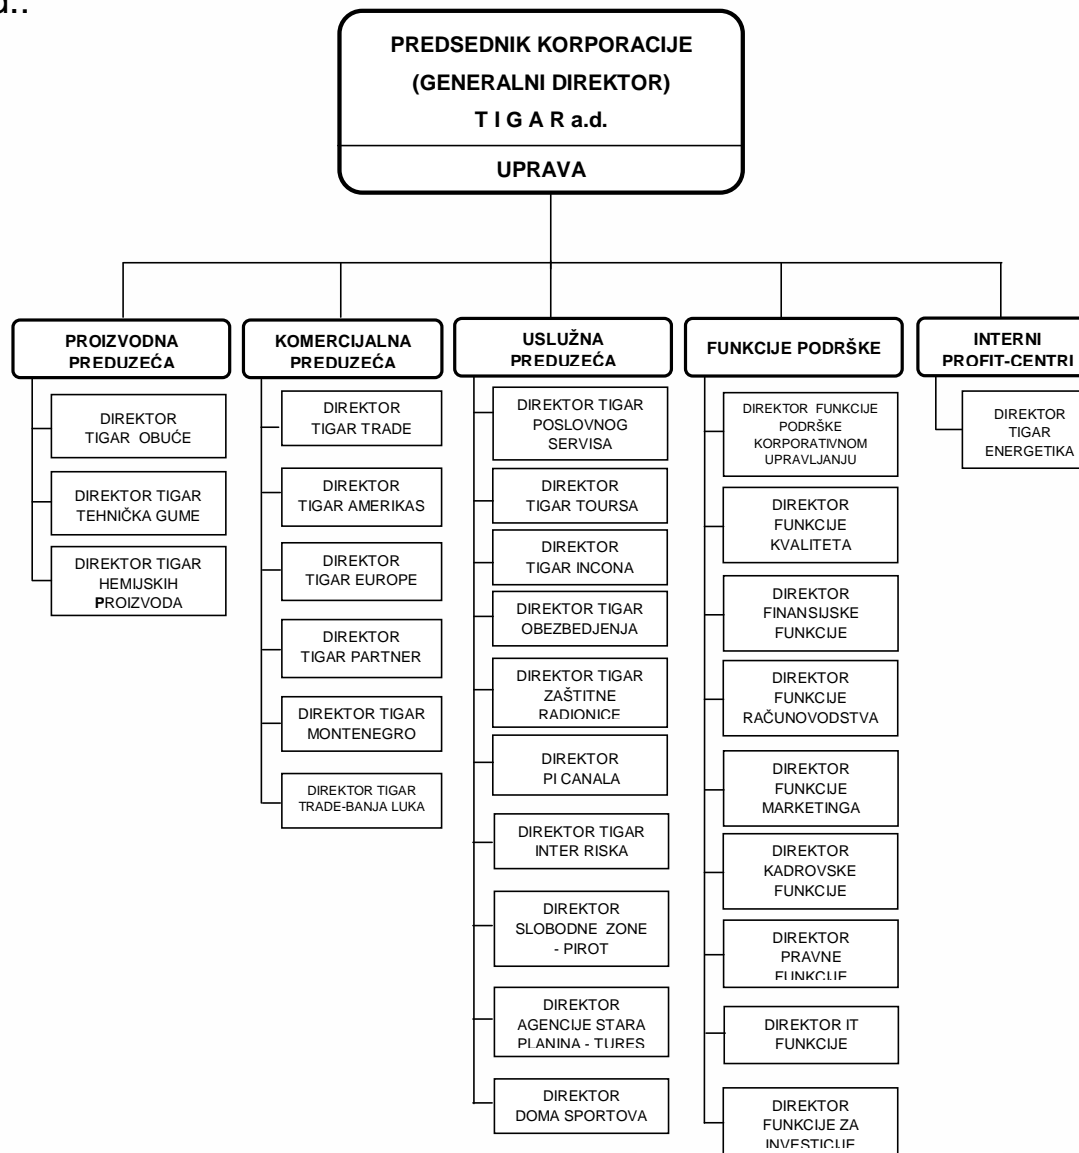 d..
PREDSEDNIK KORPORACIJE
(GENERALNI DIREKTOR)
T I G A R a.d.
UPRAVA
PROIZVODNA
PREDUZEĆA
DIREKTOR
TIGAR OBUĆE
DIREKTOR TIGAR
TEHNIČKA GUME
DIREKTOR TIGAR
HEMIJSKIH
PROIZVODA
KOMERCIJALNA
PREDUZEĆA
DIREKTOR
TIGAR TRADE
DIREKTOR
TIGAR AMERIKAS
DIREKTOR
TIGAR EUROPE
DIREKTOR
TIGAR PARTNER
DIREKTOR TIGAR
MONTENEGRO
DIREKTOR TIGAR
TRADE-BANJA LUKA
USLUŽNA
PREDUZEĆA
DIREKTOR TIGAR
POSLOVNOG
SERVISA
DIREKTOR
TIGAR TOURSA
DIREKTOR
TIGAR INCONA
DIREKTOR TIGAR
OBEZBEDJENJA
DIREKTOR TIGAR
ZAŠTITNE
RADIONICE
DIREKTOR
PI CANALA
DIREKTOR TIGAR
INTER RISKA
DIREKTOR
SLOBODNE ZONE
- PIROT
DIREKTOR
AGENCIJE STARA
PLANINA - TURES
DIREKTOR
DOMA SPORTOVA
FUNKCIJE PODRŠKE
DIREKTOR FUNKCIJE
PODRŠKE
KORPORATIVNOM
UPRAVLJANJU
DIREKTOR
FUNKCIJE
KVALITETA
DIREKTOR
FINANSIJSKE
FUNKCIJE
DIREKTOR
FUNKCIJE
RAČUNOVODSTVA
DIREKTOR
FUNKCIJE
MARKETINGA
DIREKTOR
KADROVSKE
FUNKCIJE
DIREKTOR
PRAVNE
FUNKCIJE
DIREKTOR IT
FUNKCIJE
DIREKTOR
FUNKCIJE ZA
INVESTICIJE
INTERNI
PROFIT-CENTRI
DIREKTOR
TIGAR
ENERGETIKA